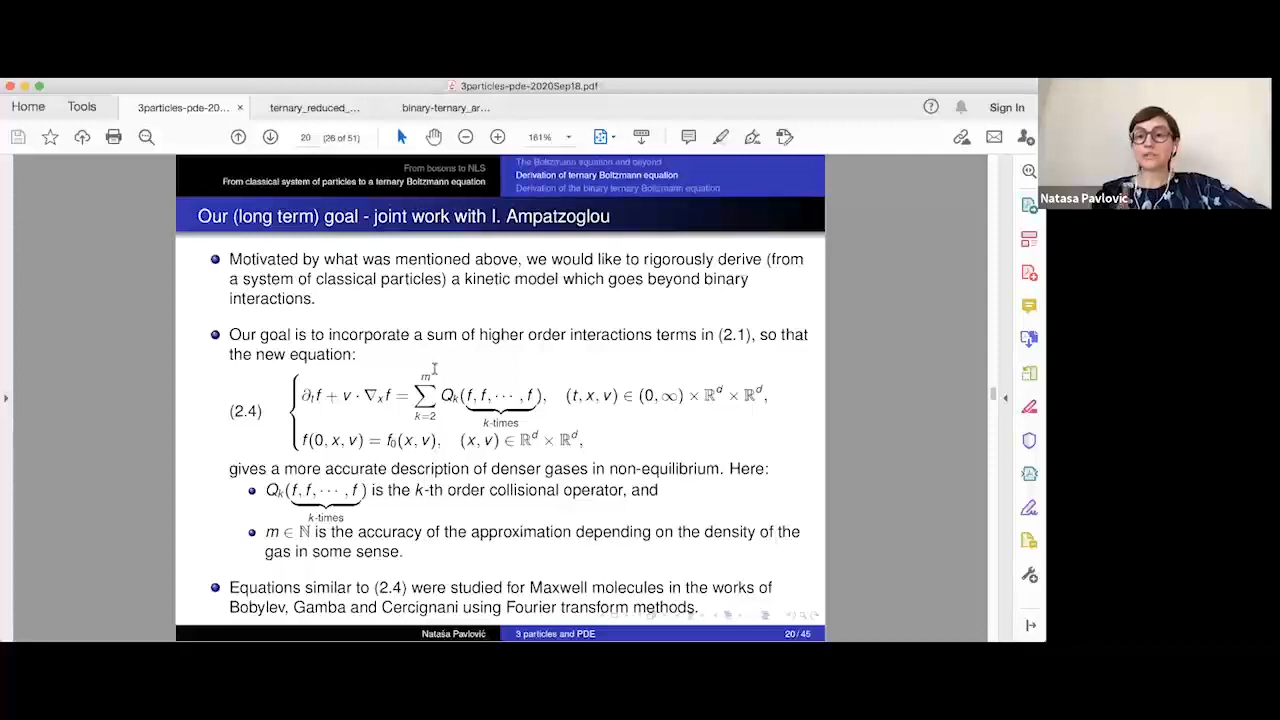 3particles-pde-2020Sep18.pdf
Home Tools 3particles-pde-20... × ternary_reduced_... binary-ternary_ar... Sign In
20 (26 of 51) 161%
From bosons to NLS
From classical system of particles to a ternary Boltzmann equation
The Boltzmann equation and beyond
Derivation of ternary Boltzmann equation
Derivation of the binary ternary Boltzmann equation
Our (long term) goal - joint work with I. Ampatzoglou
Motivated by what was mentioned above, we would like to rigorously derive (from
a system of classical particles) a kinetic model which goes beyond binary
interactions.
Our goal is to incorporate a sum of higher order interactions terms in (2.1), so that
the new equation:
(2.4) { ∂ₜf + v · ∇ₓf = ∑_{k=2}^{m} Qₖ(f, f, ⋯ , f), (t, x, v) ∈ (0, ∞) × ℝᵈ × ℝᵈ,
k-times
f(0, x, v) = f₀(x, v), (x, v) ∈ ℝᵈ × ℝᵈ,
gives a more accurate description of denser gases in non-equilibrium. Here:
Qₖ(f, f, ⋯ , f) is the k-th order collisional operator, and
k-times
m ∈ ℕ is the accuracy of the approximation depending on the density of the
gas in some sense.
Equations similar to (2.4) were studied for Maxwell molecules in the works of
Bobylev, Gamba and Cercignani using Fourier transform methods.
Nataša Pavlović 3 particles and PDE 20 / 45
Natasa Pavlovic